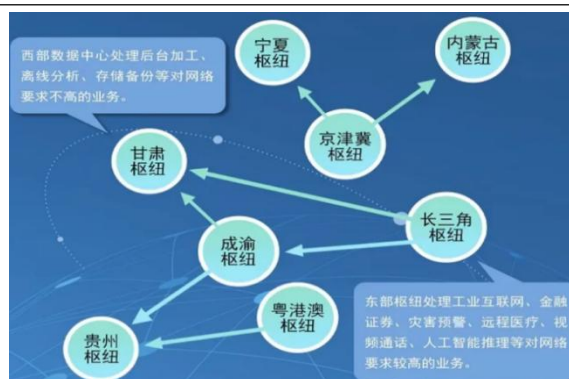 西部数据中心处理后台加工、
离线分析、存储备份等对网络
要求不高的业务。
宁夏
枢纽
内蒙古
枢纽
京津冀
枢纽
甘肃
枢纽
长三角
枢纽
成渝
枢纽
粤港澳
枢纽
贵州
枢纽
东部枢纽处理工业互联网、金融
证券、灾害预警、远程医疗、视
频通话、人工智能推理等对网络
要求较高的业务。